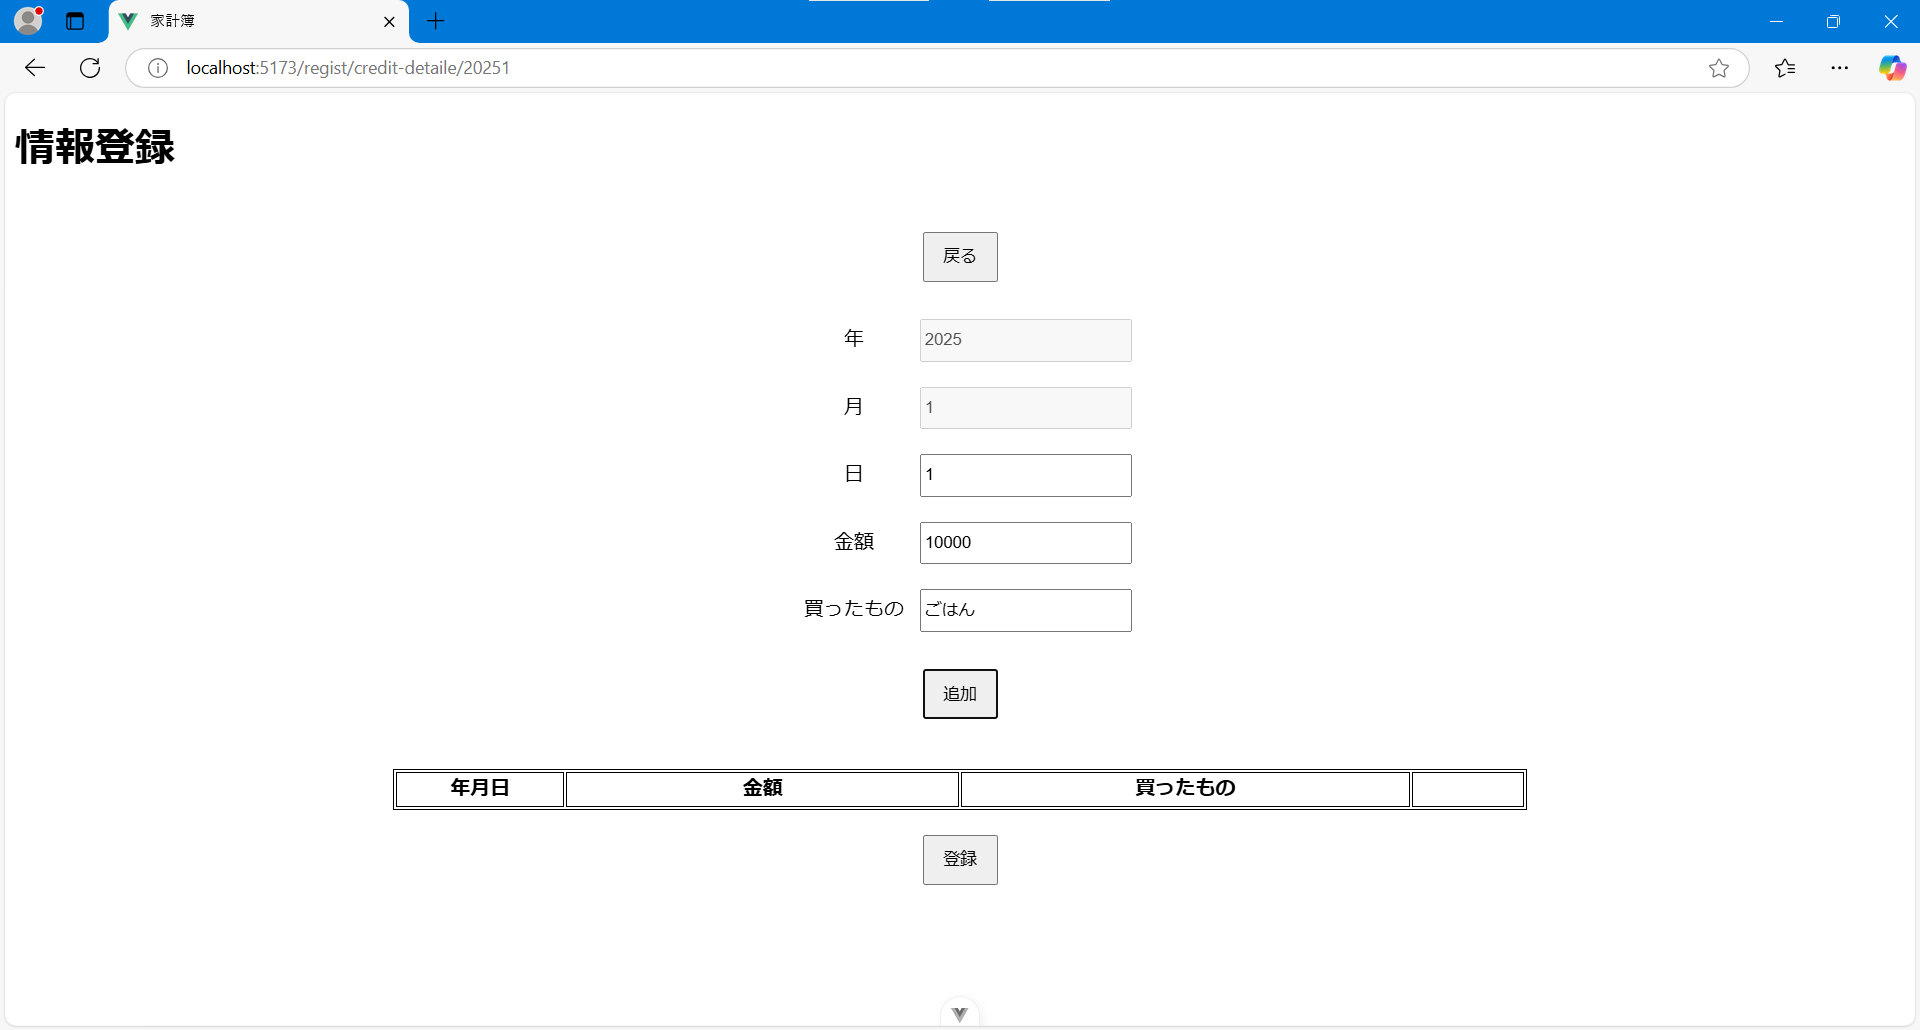 家計簿
localhost:5173/regist/credit-detaile/20251
情報登録
戻る
年 2025
月 1
日 1
金額 10000
買ったもの ごはん
追加
年月日 金額 買ったもの
登録